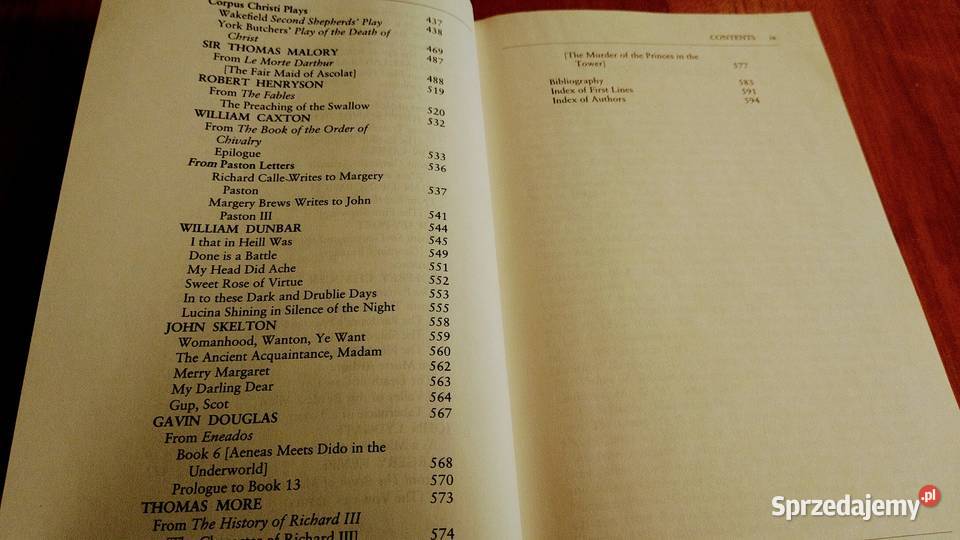 Corpus Christi Plays
Wakefield Second Shepherds' Play 437
York Butchers' Play of the Death of 438
Christ
SIR THOMAS MALORY 469
From Le Morte Darthur 487
[The Fair Maid of Ascolat]
ROBERT HENRYSON 488
From The Fables 519
The Preaching of the Swallow
WILLIAM CAXTON 520
From The Book of the Order of 532
Chivalry
Epilogue 533
From Paston Letters 536
Richard Calle Writes to Margery
Paston 537
Margery Brews Writes to John
Paston III 541
WILLIAM DUNBAR 544
I that in Heill Was 545
Done is a Battle 549
My Head Did Ache 551
Sweet Rose of Virtue 552
In to these Dark and Drublie Days 553
Lucina Shining in Silence of the Night 555
JOHN SKELTON 558
Womanhood, Wanton, Ye Want 559
The Ancient Acquaintance, Madam 560
Merry Margaret 562
My Darling Dear 563
Gup, Scot 564
GAVIN DOUGLAS 567
From Eneados
Book 6 [Aeneas Meets Dido in the
Underworld] 568
Prologue to Book 13 570
THOMAS MORE 573
From The History of Richard III
[The Character of Richard III] 574
CONTENTS ix
[The Murder of the Princes in the
Tower] 577
Bibliography 583
Index of First Lines 591
Index of Authors 594
Sprzedajemy.pl